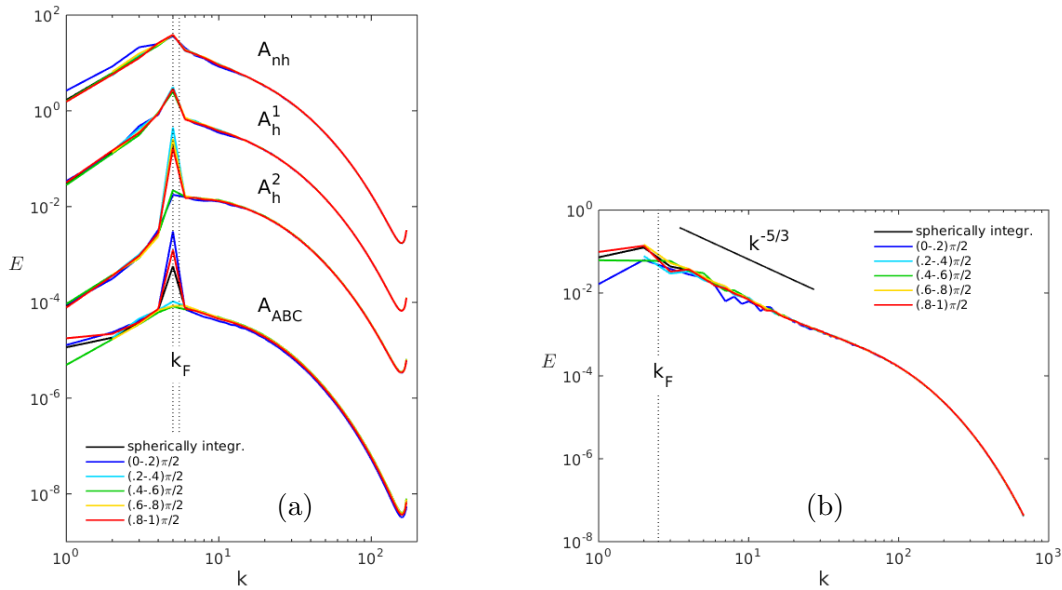 10^2
10^0
10^-2
10^-4
10^-6
10^-8
E
A_nh
A_h^1
A_h^2
A_ABC
k_F
spherically integr.
(0-.2)π/2
(.2-.4)π/2
(.4-.6)π/2
(.6-.8)π/2
(.8-1)π/2
(a)
10^0 10^1 10^2
k
10^0
10^-2
10^-4
10^-6
10^-8
E
k^-5/3
k_F
spherically integr.
(0-.2)π/2
(.2-.4)π/2
(.4-.6)π/2
(.6-.8)π/2
(.8-1)π/2
(b)
10^0 10^1 10^2 10^3
k